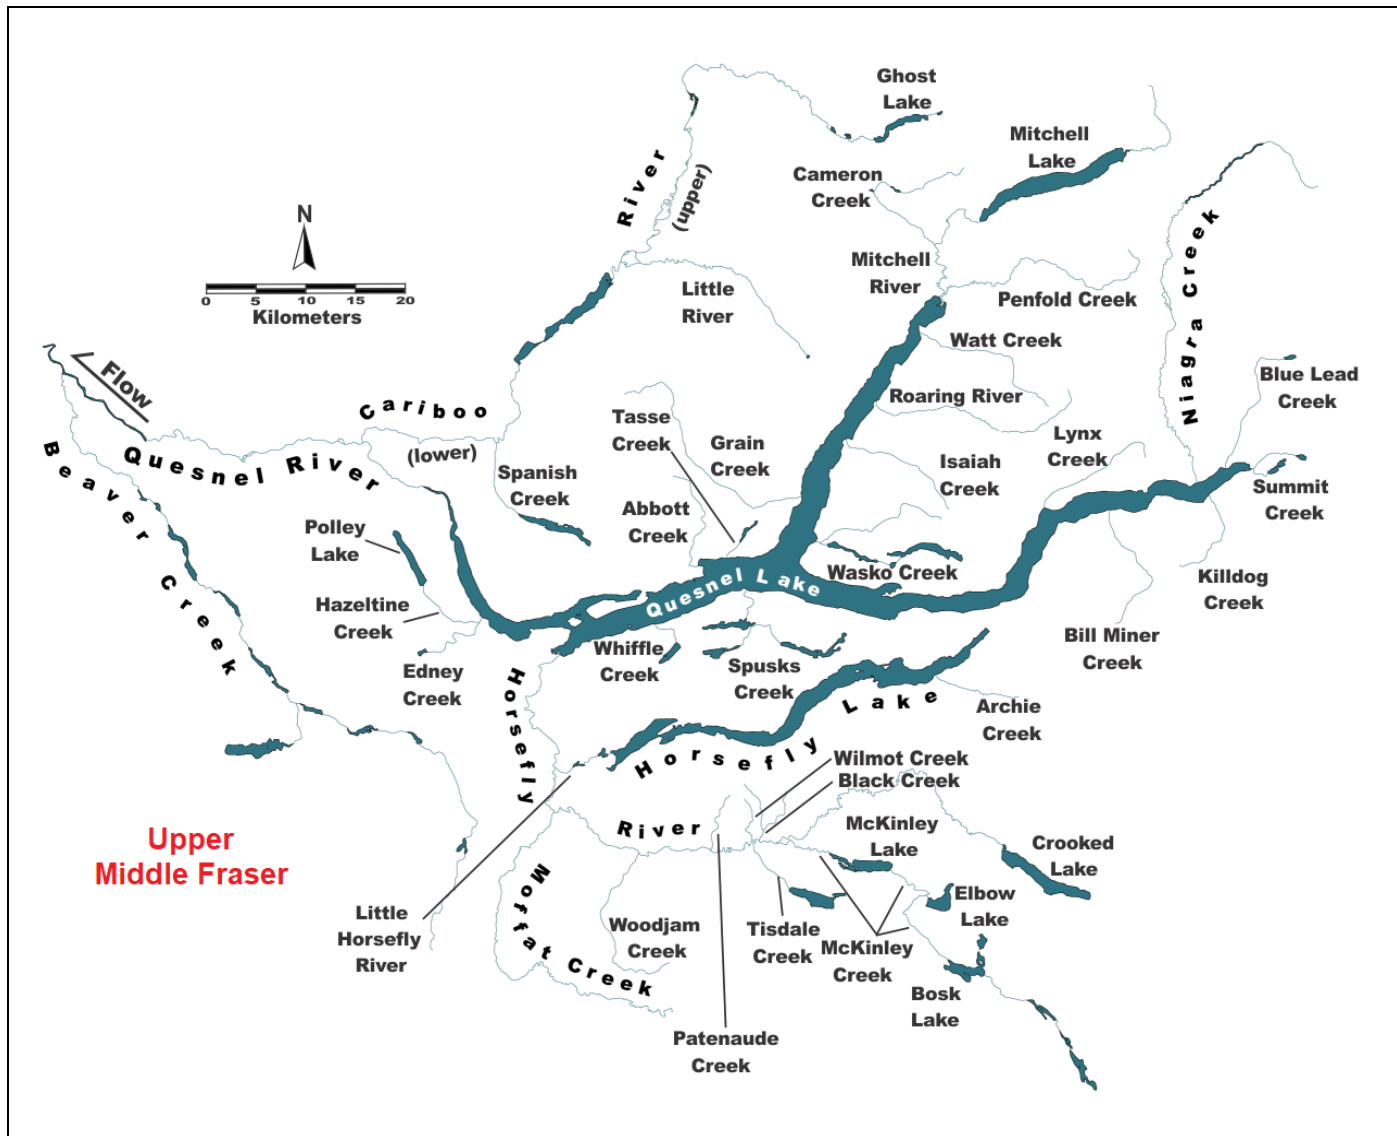 Ghost
Lake
Mitchell
Lake
River
(upper)
Cameron
Creek
N
0 5 10 15 20
Kilometers
Mitchell
River
Little
River
Penfold Creek
Niagra Creek
Watt Creek
Flow
Blue Lead
Creek
Roaring River
Cariboo
(lower)
Tasse
Creek
Grain
Creek
Lynx
Creek
Quesnel River
Beaver Creek
Spanish
Creek
Isaiah
Creek
Summit
Creek
Abbott
Creek
Polley
Lake
Quesnel Lake
Wasko Creek
Killdog
Creek
Hazeltine
Creek
Bill Miner
Creek
Whiffle
Creek
Spusks
Creek
Edney
Creek
Horsefly
Archie
Creek
Horsefly Lake
Wilmot Creek
Black Creek
River
McKinley
Lake
Crooked
Lake
Upper
Middle Fraser
Moffat Creek
Elbow
Lake
Little
Horsefly
River
Woodjam
Creek
Tisdale
Creek
McKinley
Creek
Bosk
Lake
Patenaude
Creek